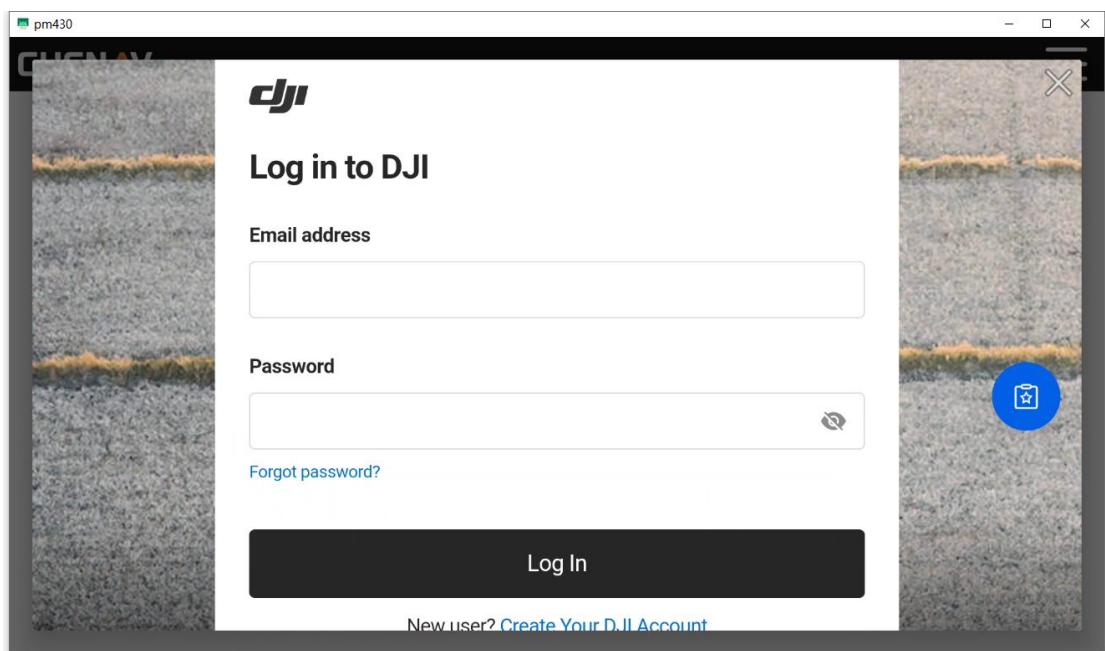 pm430
dji
Log in to DJI
Email address
Password
Forgot password?
Log In
New user? Create Your DJI Account